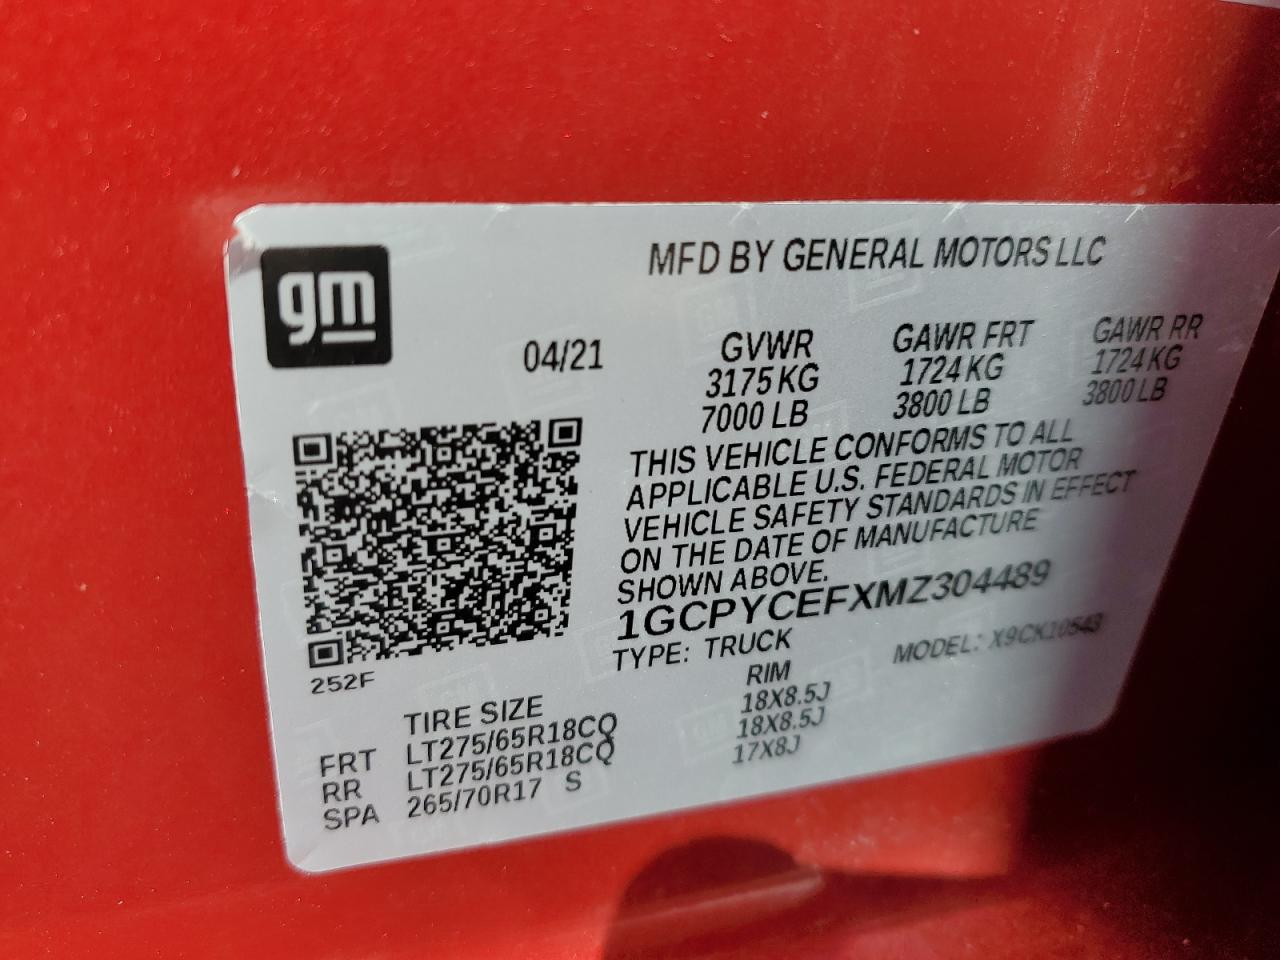 gm
MFD BY GENERAL MOTORS LLC
04/21
GVWR GAWR FRT GAWR RR
3175 KG 1724 KG 1724 KG
7000 LB 3800 LB 3800 LB
THIS VEHICLE CONFORMS TO ALL
APPLICABLE U.S. FEDERAL MOTOR
VEHICLE SAFETY STANDARDS IN EFFECT
ON THE DATE OF MANUFACTURE
SHOWN ABOVE.
1GCPYCEFXMZ304489
TYPE: TRUCK MODEL: X9CK10543
252F
TIRE SIZE RIM
FRT LT275/65R18CQ 18X8.5J
RR LT275/65R18CQ 18X8.5J
SPA 265/70R17 S 17X8J